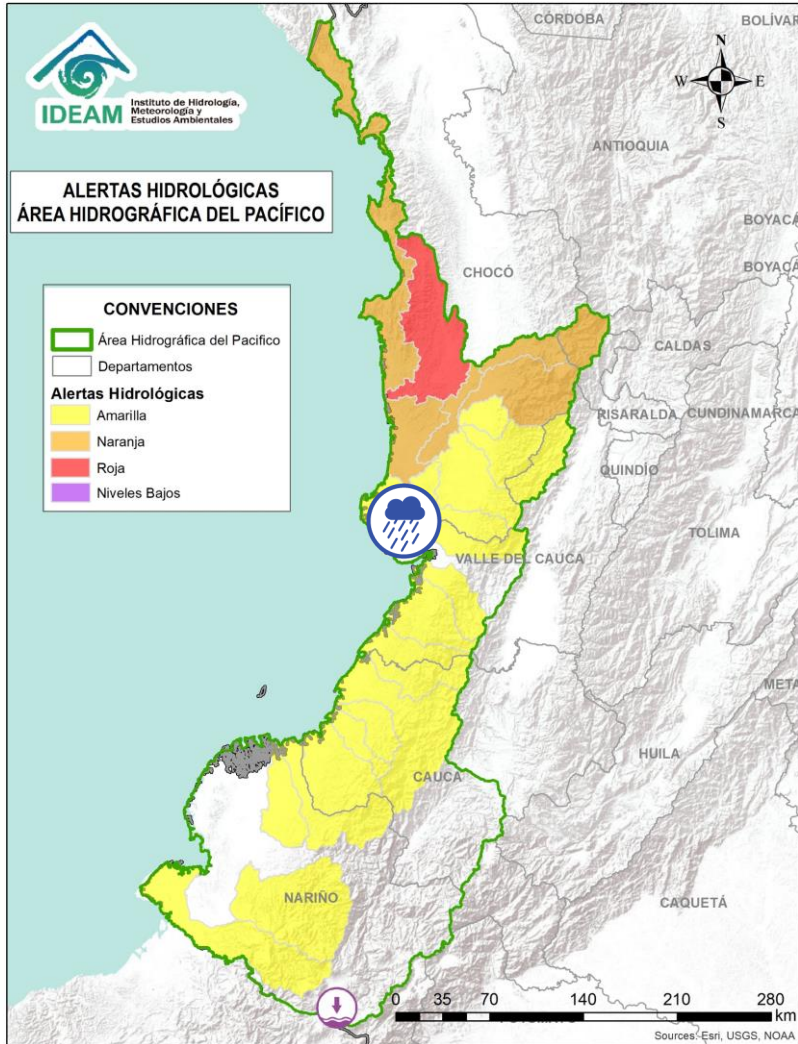 CÓRDOBA
BOLÍVAR
IDEAM
Instituto de Hidrología,
Meteorología y
Estudios Ambientales
N
W
E
S
ANTIOQUIA
ALERTAS HIDROLÓGICAS
ÁREA HIDROGRÁFICA DEL PACÍFICO
BOYACÁ
CHOCÓ
BOYACÁ
CONVENCIONES
Área Hidrográfica del Pacífico
Departamentos
Alertas Hidrológicas
Amarilla
Naranja
Roja
Niveles Bajos
CALDAS
RISARALDA
CUNDINAMARCA
QUINDÍO
TOLIMA
VALLE DEL CAUCA
META
HUILA
CAUCA
NARIÑO
CAQUETÁ
0 35 70 140 210 280
km
Sources: Esri, USGS, NOAA